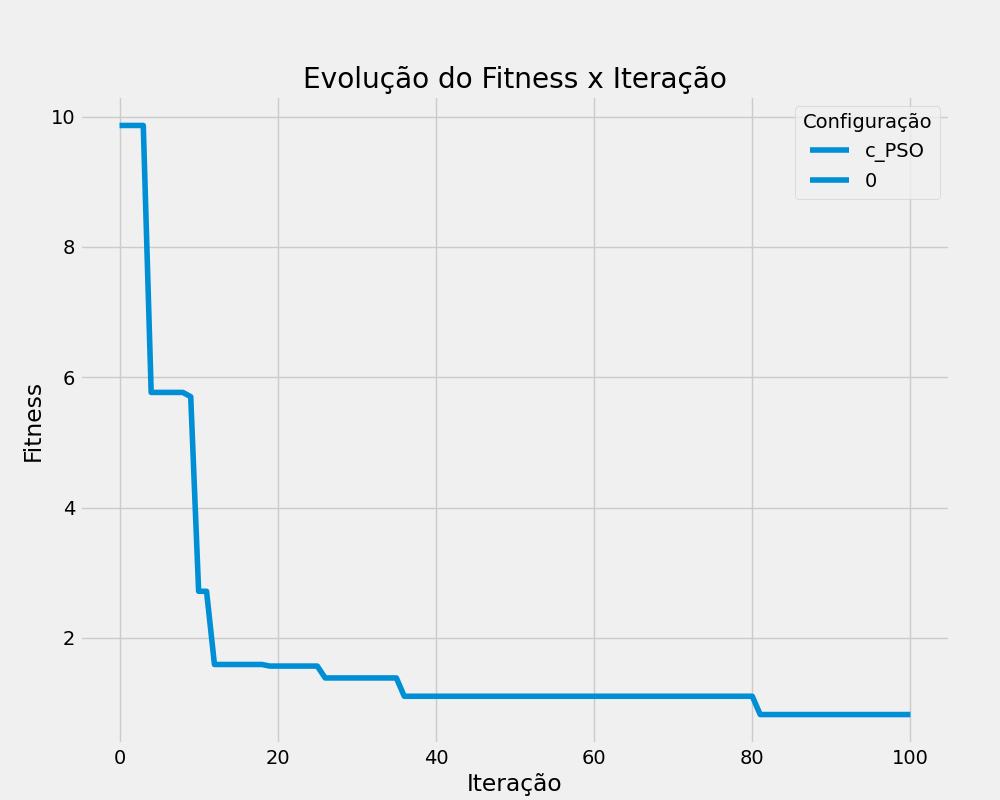 Evolução do Fitness x Iteração
Configuração
c_PSO
0
10
8
6
4
2
Fitness
0 20 40 60 80 100
Iteração